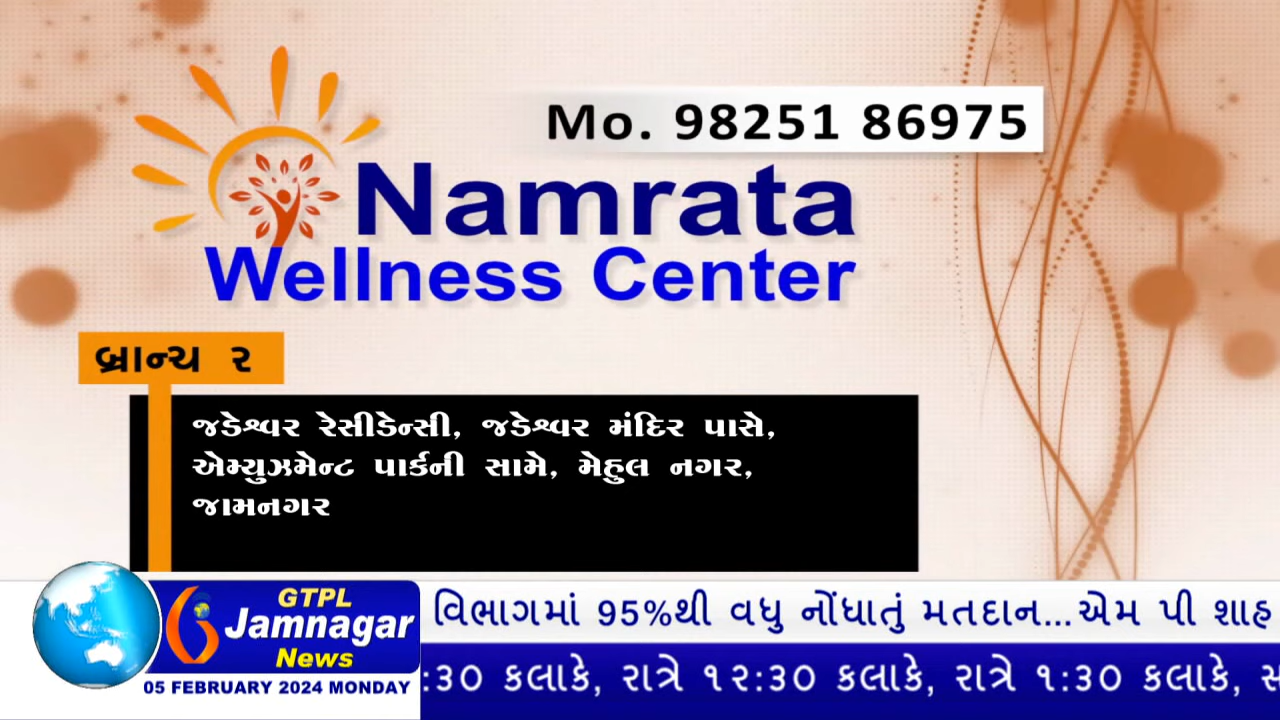 Mo. 98251 86975
Namrata
Wellness Center
બ્રાન્ચ ૨
જડેશ્વર રેસીડેન્સી, જડેશ્વર મંદિર પાસે,
એમ્યુઝમેન્ટ પાર્કની સામે, મેહુલ નગર,
જામનગર
GTPL
Jamnagar
News
05 FEBRUARY 2024 MONDAY
વિભાગમાં 95%થી વધુ નોંધાતું મતદાન...એમ પી શાહ
:૩૦ કલાકે, રાત્રે ૧૨:૩૦ કલાકે, રાત્રે ૧:૩૦ કલાકે,